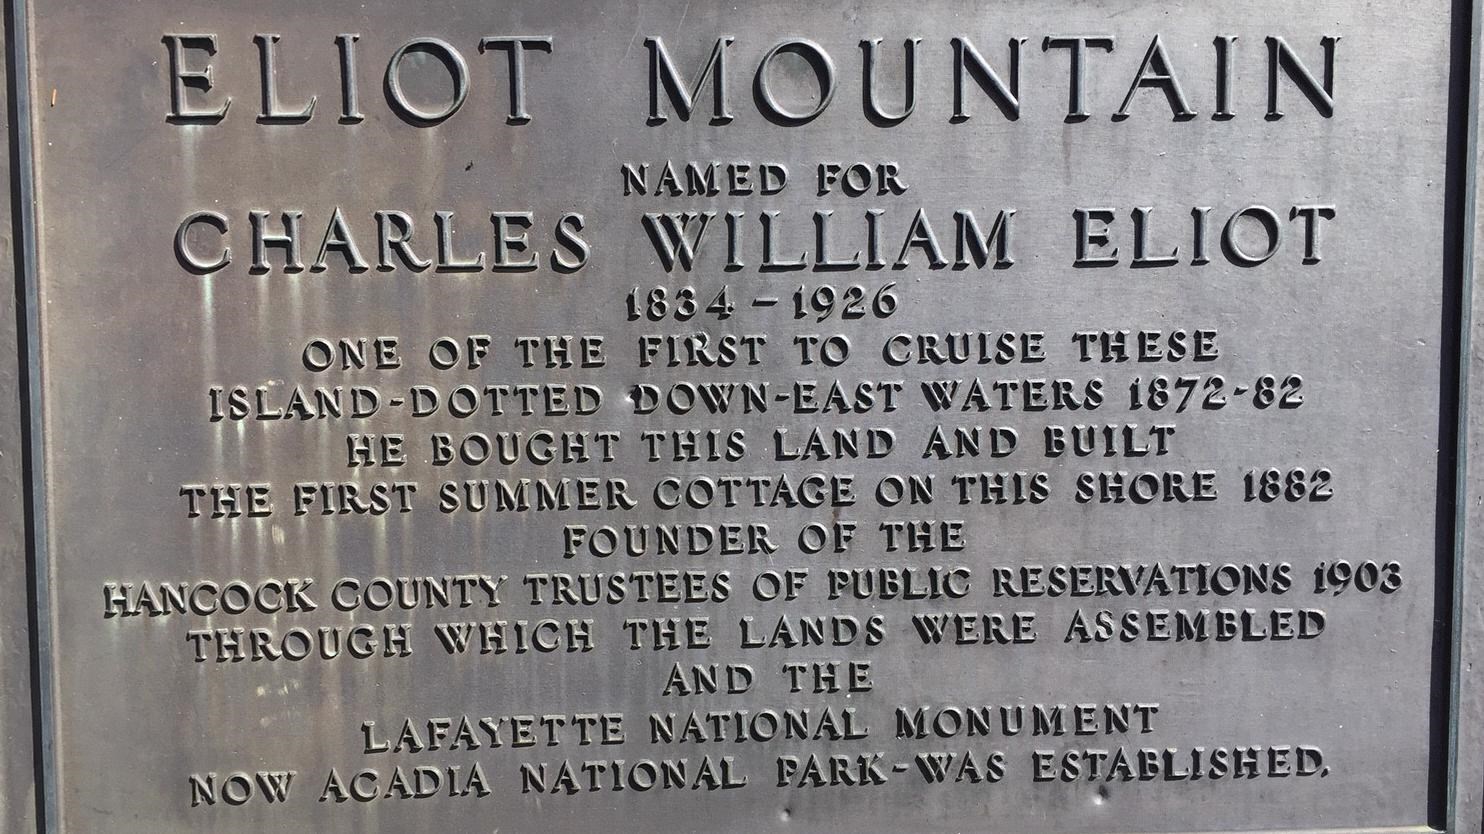 ELIOT MOUNTAIN
NAMED FOR
CHARLES WILLIAM ELIOT
1834 - 1926
ONE OF THE FIRST TO CRUISE THESE
ISLAND-DOTTED DOWN-EAST WATERS 1872-82
HE BOUGHT THIS LAND AND BUILT
THE FIRST SUMMER COTTAGE ON THIS SHORE 1882
FOUNDER OF THE
HANCOCK COUNTY TRUSTEES OF PUBLIC RESERVATIONS 1903
THROUGH WHICH THE LANDS WERE ASSEMBLED
AND THE
LAFAYETTE NATIONAL MONUMENT
NOW ACADIA NATIONAL PARK-WAS ESTABLISHED.